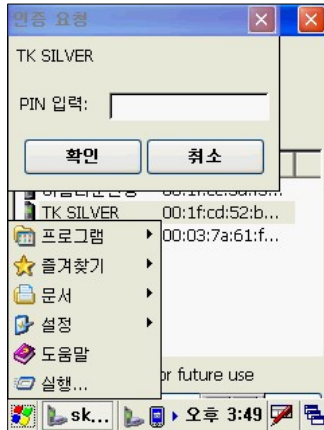 인증 요청
TK SILVER
PIN 입력:
확인
취소
TK SILVER 00:1f:cd:52:b...
00:03:7a:61:f...
프로그램
즐겨찾기
문서
설정
도움말
실행...
or future use
sk...
오후 3:49